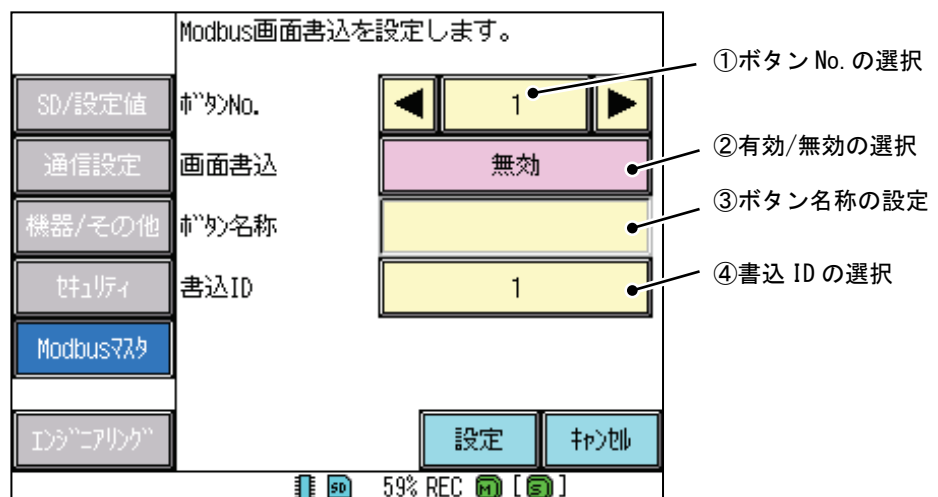 Modbus画面書込を設定します。
SD/設定値
通信設定
機器/その他
ｾｷｭﾘﾃｨ
Modbusﾏｽﾀ
ｴﾝｼﾞﾆｱﾘﾝｸﾞ
ﾎﾞﾀﾝNo.
1
画面書込
無効
ﾎﾞﾀﾝ名称
書込ID
1
設定
ｷｬﾝｾﾙ
SD 59% REC M [S]
①ボタン No. の選択
②有効/無効の選択
③ボタン名称の設定
④書込 ID の選択